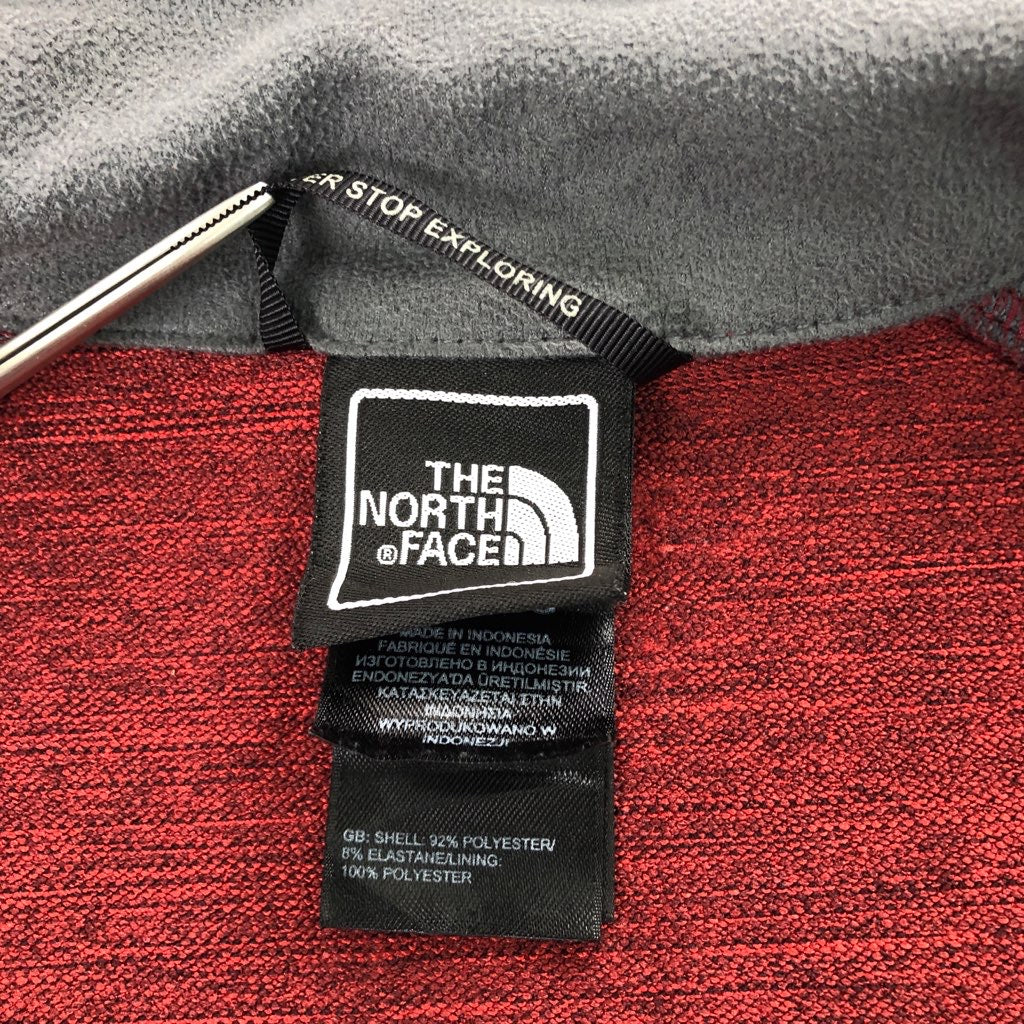 ER STOP EXPLORING
THE
NORTH
®FACE
MADE IN INDONESIA
FABRIQUÉ EN INDONÉSIE
ИЗГОТОВЛЕНО В ИНДОНЕЗИИ
ENDONEZYA'DA ÜRETILMIŞTIR
ΚΑΤΑΣΚΕΥΑΖΕΤΑΙ ΣΤΗΝ
ΙΝΔΟΝΗΣΙΑ
WYPRODUKOWANO W
INDONEZJI
GB: SHELL: 92% POLYESTER/
8% ELASTANE/LINING:
100% POLYESTER